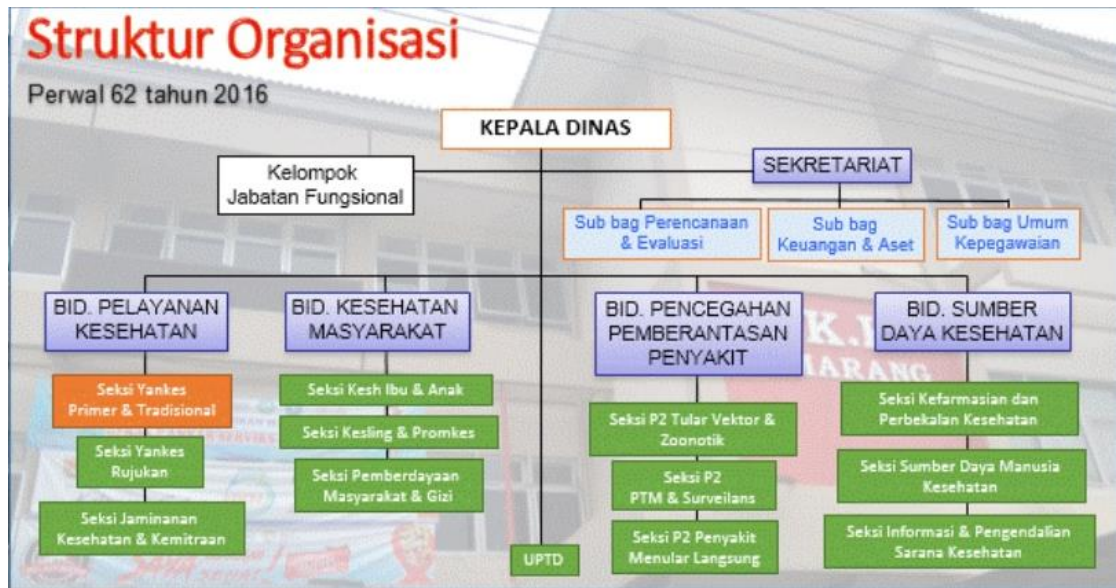 Struktur Organisasi
Perwal 62 tahun 2016
KEPALA DINAS
Kelompok
Jabatan Fungsional
SEKRETARIAT
Sub bag Perencanaan
& Evaluasi
Sub bag
Keuangan & Aset
Sub bag Umum
Kepegawaian
BID. PELAYANAN
KESEHATAN
BID. KESEHATAN
MASYARAKAT
BID. PENCEGAHAN
PEMBERANTASAN
PENYAKIT
BID. SUMBER
DAYA KESEHATAN
Seksi Yankes
Primer & Tradisional
Seksi Yankes
Rujukan
Seksi Jaminanan
Kesehatan & Kemitraan
Seksi Kesh Ibu & Anak
Seksi Kesling & Promkes
Seksi Pemberdayaan
Masyarakat & Gizi
Seksi P2 Tular Vektor &
Zoonotik
Seksi P2
PTM & Surveilans
Seksi P2 Penyakit
Menular Langsung
Seksi Kefarmasian dan
Perbekalan Kesehatan
Seksi Sumber Daya Manusia
Kesehatan
Seksi Informasi & Pengendalian
Sarana Kesehatan
UPTD